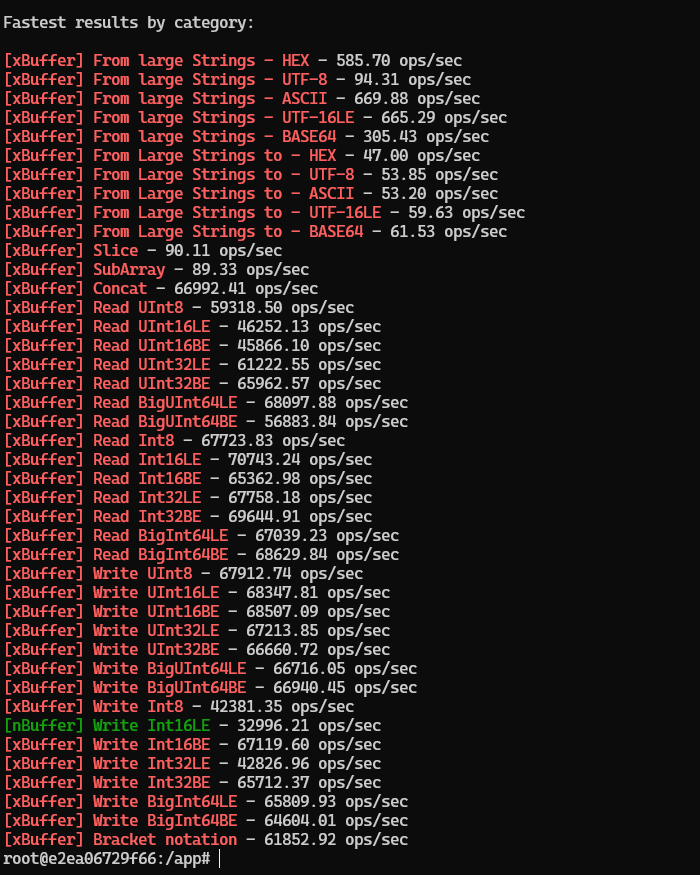 Fastest results by category:
[xBuffer] From large Strings - HEX - 585.70 ops/sec
[xBuffer] From large Strings - UTF-8 - 94.31 ops/sec
[xBuffer] From large Strings - ASCII - 669.88 ops/sec
[xBuffer] From large Strings - UTF-16LE - 665.29 ops/sec
[xBuffer] From large Strings - BASE64 - 305.43 ops/sec
[xBuffer] From Large Strings to - HEX - 47.00 ops/sec
[xBuffer] From Large Strings to - UTF-8 - 53.85 ops/sec
[xBuffer] From Large Strings to - ASCII - 53.20 ops/sec
[xBuffer] From Large Strings to - UTF-16LE - 59.63 ops/sec
[xBuffer] From Large Strings to - BASE64 - 61.53 ops/sec
[xBuffer] Slice - 90.11 ops/sec
[xBuffer] SubArray - 89.33 ops/sec
[xBuffer] Concat - 66992.41 ops/sec
[xBuffer] Read UInt8 - 59318.50 ops/sec
[xBuffer] Read UInt16LE - 46252.13 ops/sec
[xBuffer] Read UInt16BE - 45866.10 ops/sec
[xBuffer] Read UInt32LE - 61222.55 ops/sec
[xBuffer] Read UInt32BE - 65962.57 ops/sec
[xBuffer] Read BigUInt64LE - 68097.88 ops/sec
[xBuffer] Read BigUInt64BE - 56883.84 ops/sec
[xBuffer] Read Int8 - 67723.83 ops/sec
[xBuffer] Read Int16LE - 70743.24 ops/sec
[xBuffer] Read Int16BE - 65362.98 ops/sec
[xBuffer] Read Int32LE - 67758.18 ops/sec
[xBuffer] Read Int32BE - 69644.91 ops/sec
[xBuffer] Read BigInt64LE - 67039.23 ops/sec
[xBuffer] Read BigInt64BE - 68629.84 ops/sec
[xBuffer] Write UInt8 - 67912.74 ops/sec
[xBuffer] Write UInt16LE - 68347.81 ops/sec
[xBuffer] Write UInt16BE - 68507.09 ops/sec
[xBuffer] Write UInt32LE - 67213.85 ops/sec
[xBuffer] Write UInt32BE - 66660.72 ops/sec
[xBuffer] Write BigUInt64LE - 66716.05 ops/sec
[xBuffer] Write BigUInt64BE - 66940.45 ops/sec
[xBuffer] Write Int8 - 42381.35 ops/sec
[nBuffer] Write Int16LE - 32996.21 ops/sec
[xBuffer] Write Int16BE - 67119.60 ops/sec
[xBuffer] Write Int32LE - 42826.96 ops/sec
[xBuffer] Write Int32BE - 65712.37 ops/sec
[xBuffer] Write BigInt64LE - 65809.93 ops/sec
[xBuffer] Write BigInt64BE - 64604.01 ops/sec
[xBuffer] Bracket notation - 61852.92 ops/sec
root@e2ea06729f66:/app#